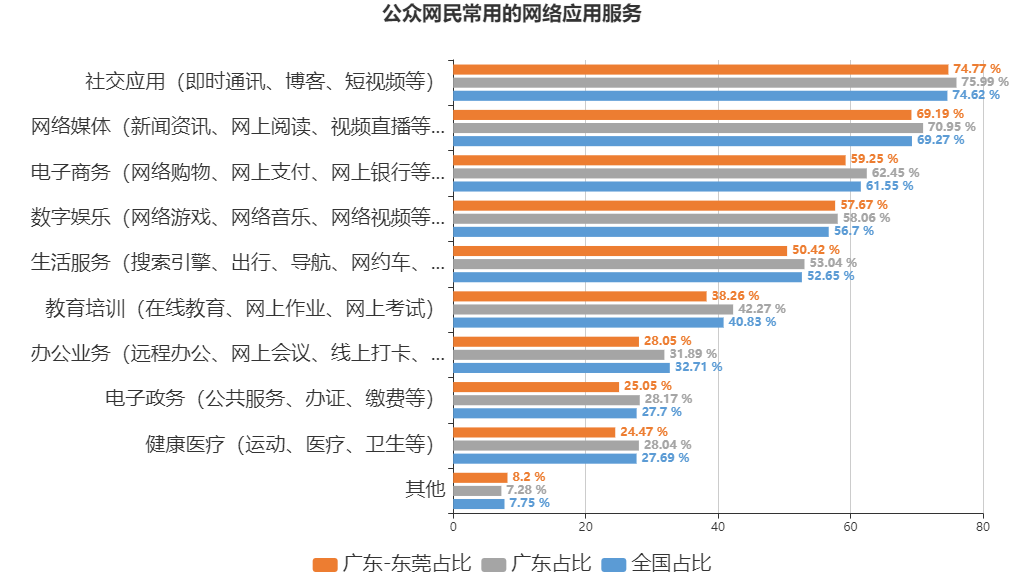 公众网民常用的网络应用服务
社交应用（即时通讯、博客、短视频等）
74.77 %
75.99 %
74.62 %
网络媒体（新闻资讯、网上阅读、视频直播等...
69.19 %
70.95 %
69.27 %
电子商务（网络购物、网上支付、网上银行等...
59.25 %
62.45 %
61.55 %
数字娱乐（网络游戏、网络音乐、网络视频等...
57.67 %
58.06 %
56.7 %
生活服务（搜索引擎、出行、导航、网约车、...
50.42 %
53.04 %
52.65 %
教育培训（在线教育、网上作业、网上考试）
38.26 %
42.27 %
40.83 %
办公业务（远程办公、网上会议、线上打卡、...
28.05 %
31.89 %
32.71 %
电子政务（公共服务、办证、缴费等）
25.05 %
28.17 %
27.7 %
健康医疗（运动、医疗、卫生等）
24.47 %
28.04 %
27.69 %
其他
8.2 %
7.28 %
7.75 %
0 20 40 60 80
广东-东莞占比 广东占比 全国占比